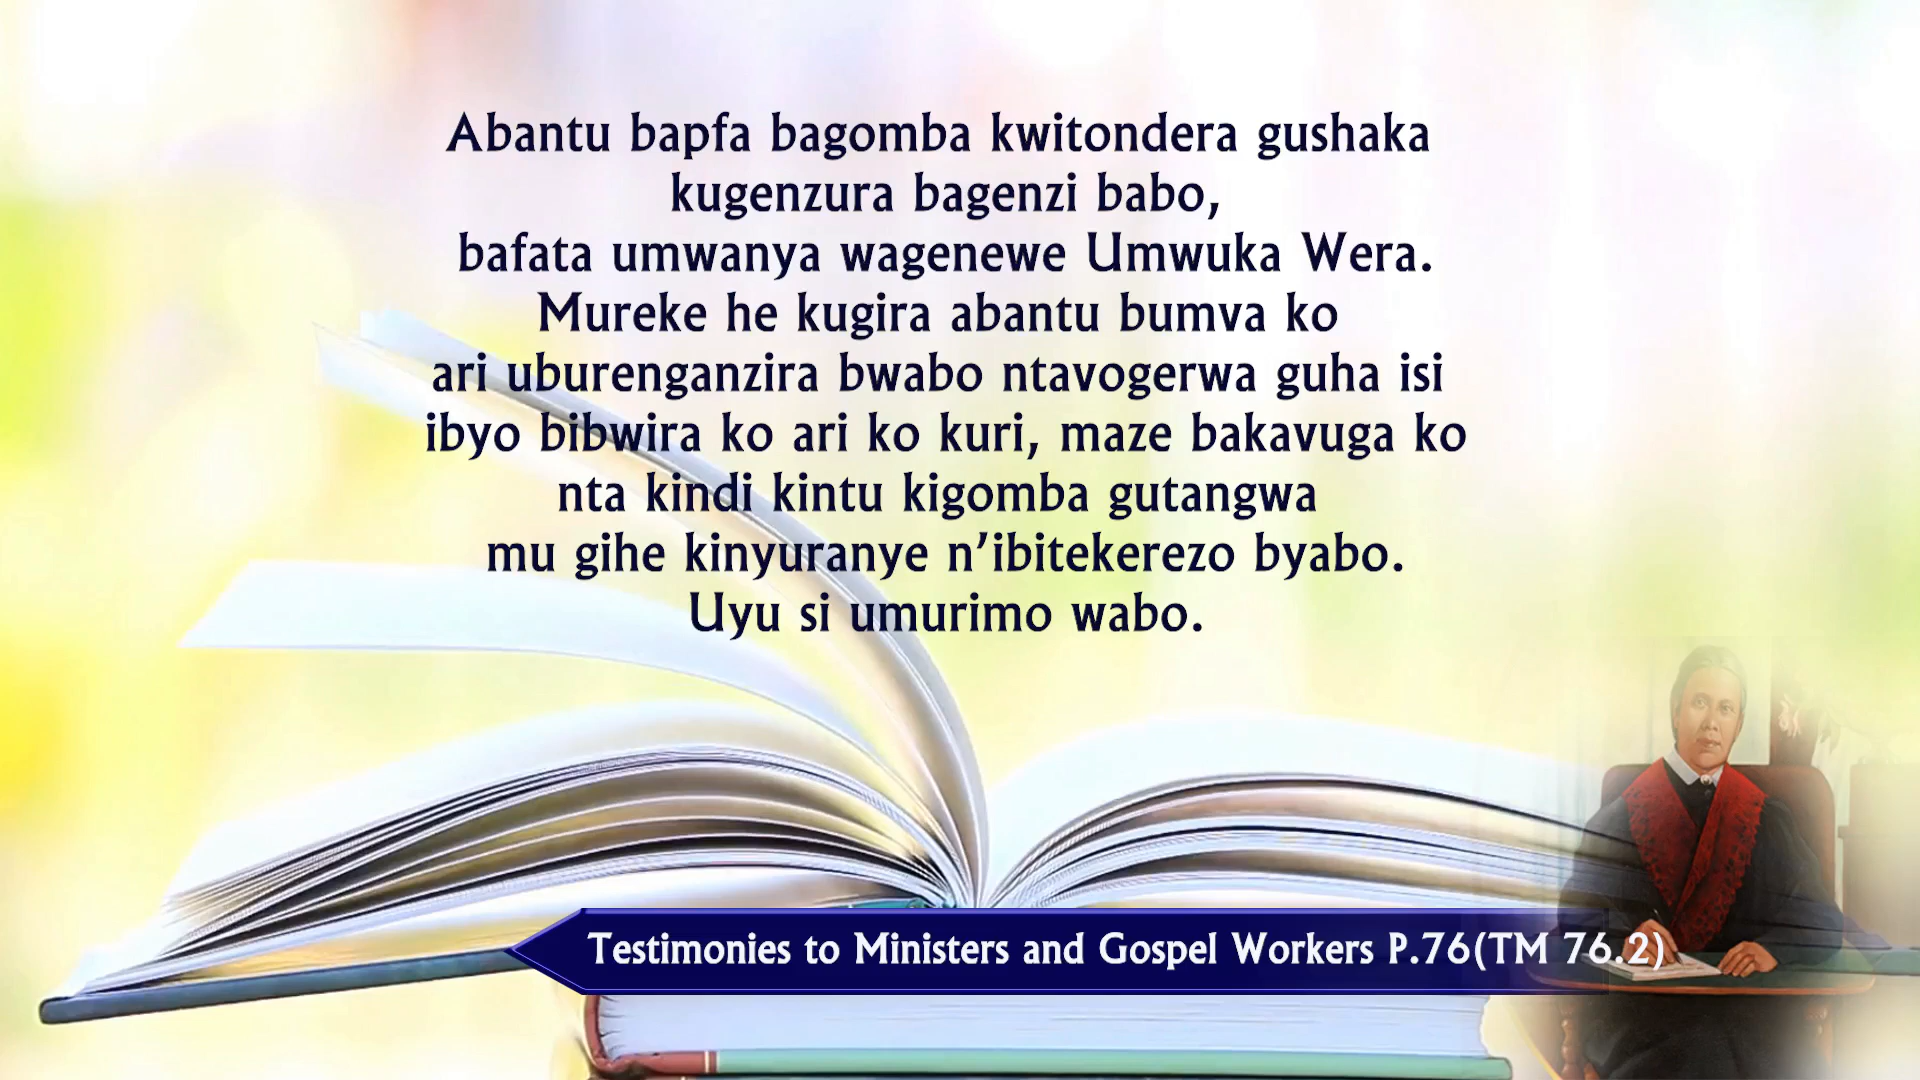 Abantu bapfa bagomba kwitondera gushaka
kugenzura bagenzi babo,
bafata umwanya wagenewe Umwuka Wera.
Mureke he kugira abantu bumva ko
ari uburenganzira bwabo ntavogerwa guha isi
ibyo bibwira ko ari ko kuri, maze bakavuga ko
nta kindi kintu kigomba gutangwa
mu gihe kinyuranye n’ibitekerezo byabo.
Uyu si umurimo wabo.
Testimonies to Ministers and Gospel Workers P.76(TM 76.2)